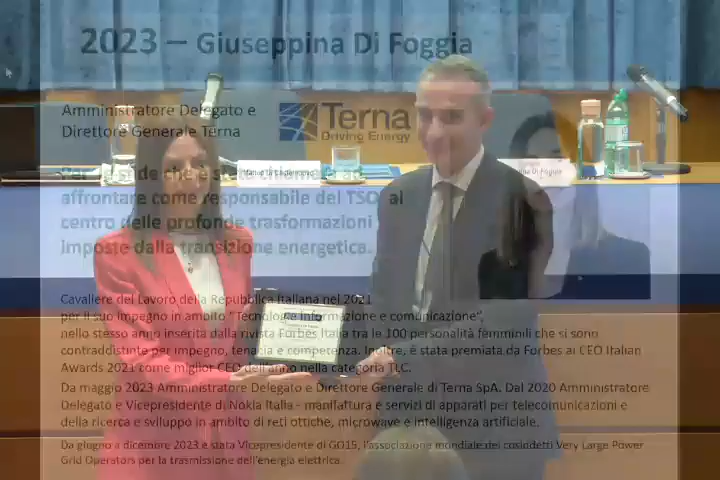 2023 – Giuseppina Di Foggia
Amministratore Delegato e
Direttore Generale Terna
Terna
Driving Energy
affrontare come responsabile del TSO al
centro delle profonde trasformazioni
imposte dalla transizione energetica.
Cavaliere del Lavoro della Repubblica Italiana nel 2021
per il suo impegno in ambito "Tecnologie informazione e comunicazione",
nello stesso anno inserita dalla rivista Forbes Italia tra le 100 personalità femminili che si sono
contraddistinte per impegno, tenacia e competenza. Inoltre, è stata premiata da Forbes ai CEO Italian
Awards 2021 come miglior CEO dell'anno nella categoria TLC.
Da maggio 2023 Amministratore Delegato e Direttore Generale di Terna SpA. Dal 2020 Amministratore
Delegato e Vicepresidente di Nokia Italia - manifattura e servizi di apparati per telecomunicazioni e
della ricerca e sviluppo in ambito di reti ottiche, microwave e intelligenza artificiale.
Da giugno a dicembre 2023 è stata Vicepresidente di GO15, l'associazione mondiale dei cosiddetti Very Large Power
Grid Operators per la trasmissione dell'energia elettrica.